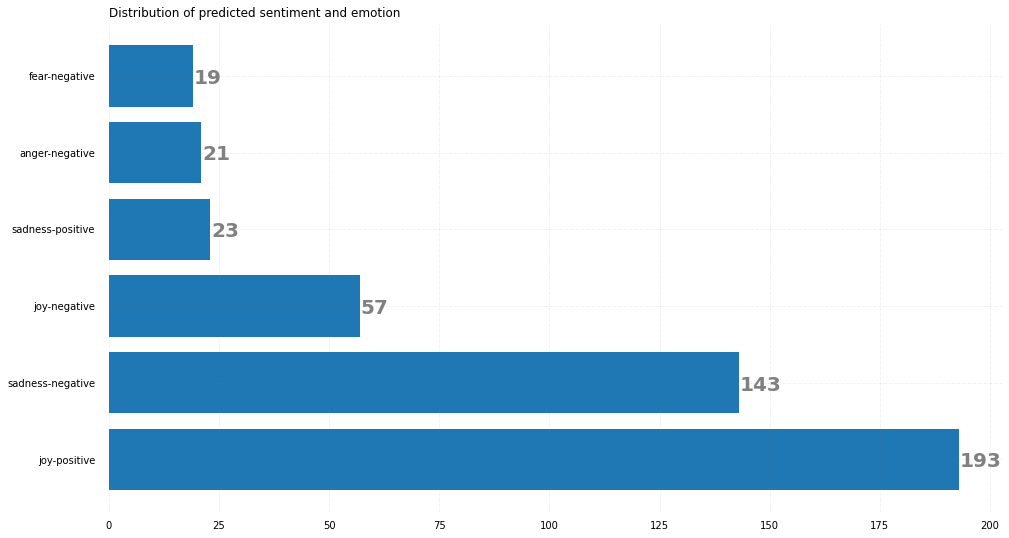 Distribution of predicted sentiment and emotion
fear-negative 19
anger-negative 21
sadness-positive 23
joy-negative 57
sadness-negative 143
joy-positive 193
0 25 50 75 100 125 150 175 200